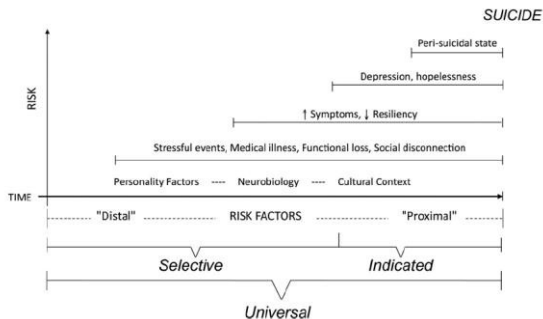 SUICIDE
Peri-suicidal state
Depression, hopelessness
↑ Symptoms, ↓ Resiliency
Stressful events, Medical illness, Functional loss, Social disconnection
Personality Factors ---- Neurobiology ---- Cultural Context
RISK
TIME
"Distal" RISK FACTORS "Proximal"
Selective Indicated
Universal